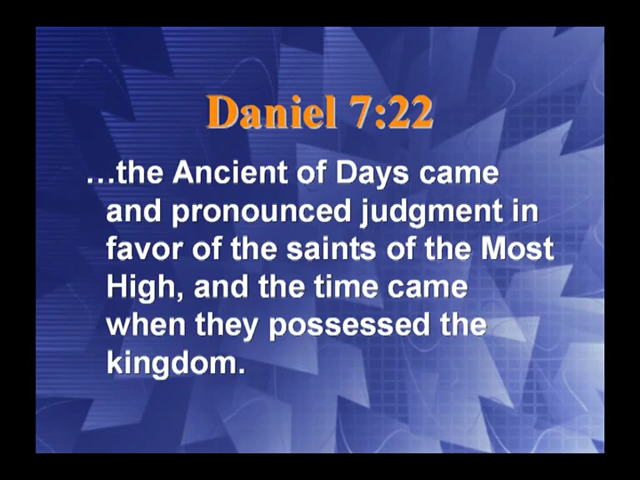 Daniel 7:22
…the Ancient of Days came
and pronounced judgment in
favor of the saints of the Most
High, and the time came
when they possessed the
kingdom.